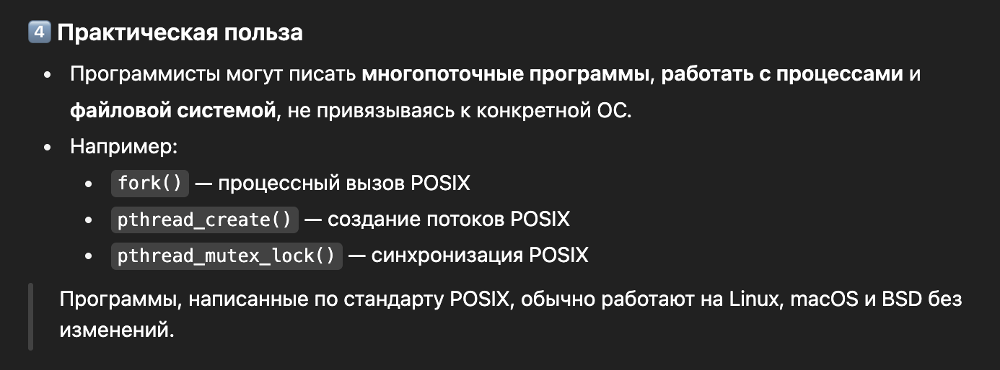 4 Практическая польза
• Программисты могут писать многопоточные программы, работать с процессами и
файловой системой, не привязываясь к конкретной ОС.
• Например:
• fork() — процессный вызов POSIX
• pthread_create() — создание потоков POSIX
• pthread_mutex_lock() — синхронизация POSIX
Программы, написанные по стандарту POSIX, обычно работают на Linux, macOS и BSD без
изменений.